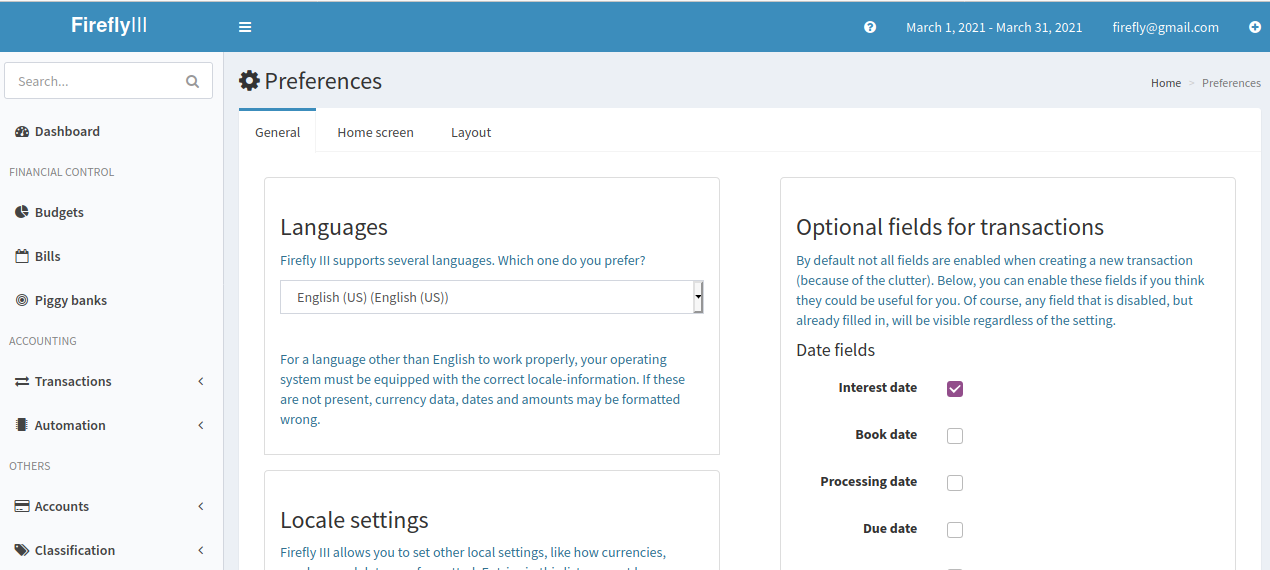 FireflyIII
March 1, 2021 - March 31, 2021
firefly@gmail.com
Search...
Dashboard
FINANCIAL CONTROL
Budgets
Bills
Piggy banks
ACCOUNTING
Transactions
Automation
OTHERS
Accounts
Classification
Preferences
Home > Preferences
General
Home screen
Layout
Languages
Firefly III supports several languages. Which one do you prefer?
English (US) (English (US))
For a language other than English to work properly, your operating
system must be equipped with the correct locale-information. If these
are not present, currency data, dates and amounts may be formatted
wrong.
Locale settings
Firefly III allows you to set other local settings, like how currencies,
Optional fields for transactions
By default not all fields are enabled when creating a new transaction
(because of the clutter). Below, you can enable these fields if you think
they could be useful for you. Of course, any field that is disabled, but
already filled in, will be visible regardless of the setting.
Date fields
Interest date
Book date
Processing date
Due date